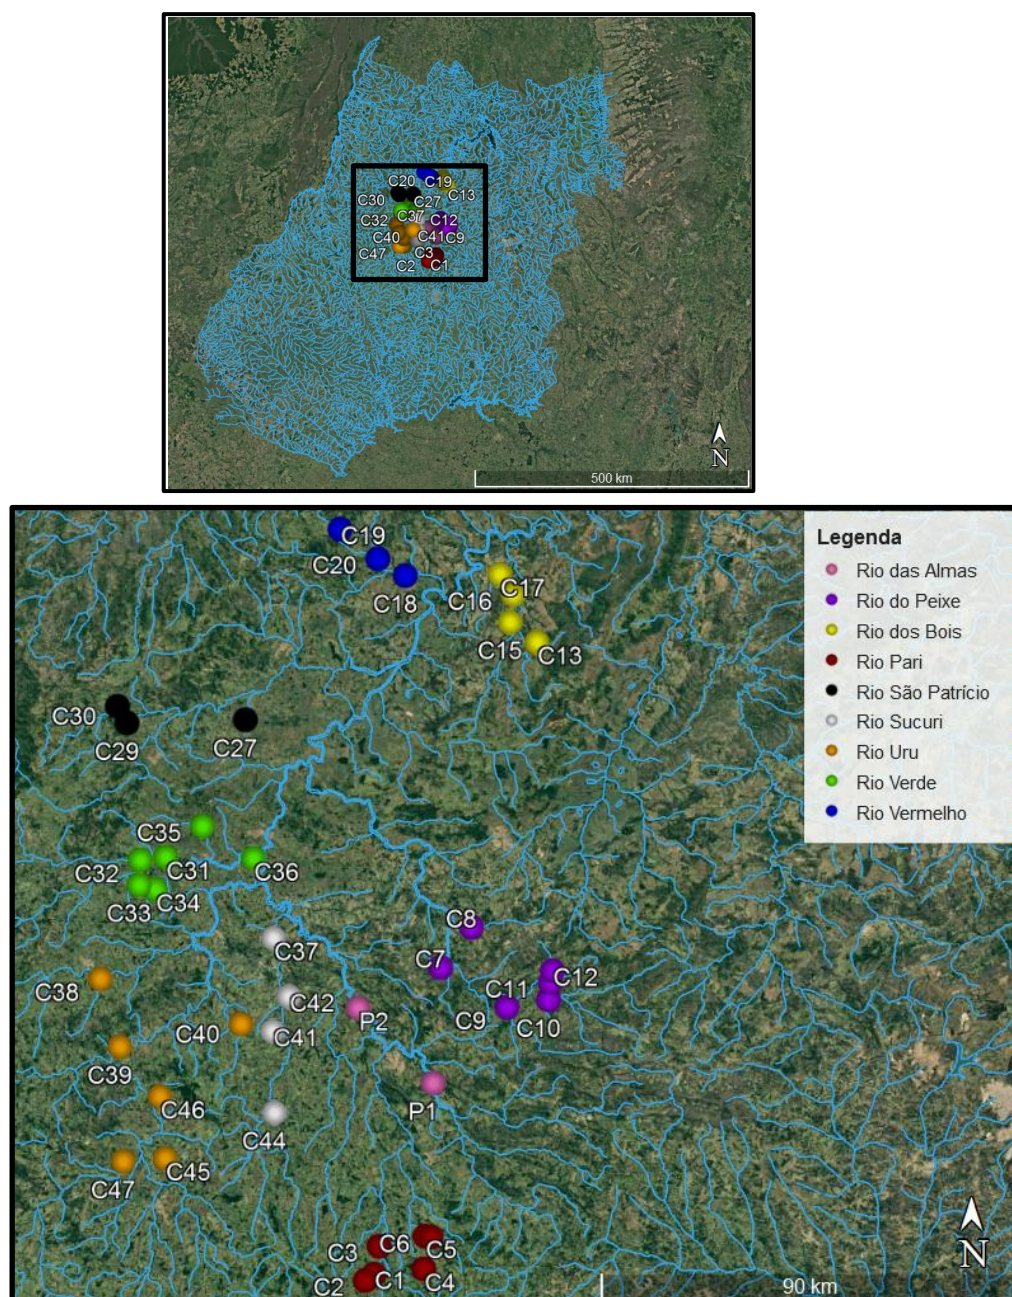 C20
C19
C30
C27
C13
C37
C32
C12
C40
C41
C9
C47
C3
C2
C1
N
500 km
C19
C20
C18
C16
C17
C15
C13
C30
C29
C27
C35
C32
C31
C36
C33
C34
C37
C8
C7
C12
C38
C42
C11
C40
C41
P2
C9
C10
C39
C46
P1
C44
C47
C45
C3
C6
C5
C2
C1
C4
Legenda
Rio das Almas
Rio do Peixe
Rio dos Bois
Rio Pari
Rio São Patrício
Rio Sucuri
Rio Uru
Rio Verde
Rio Vermelho
N
90 km